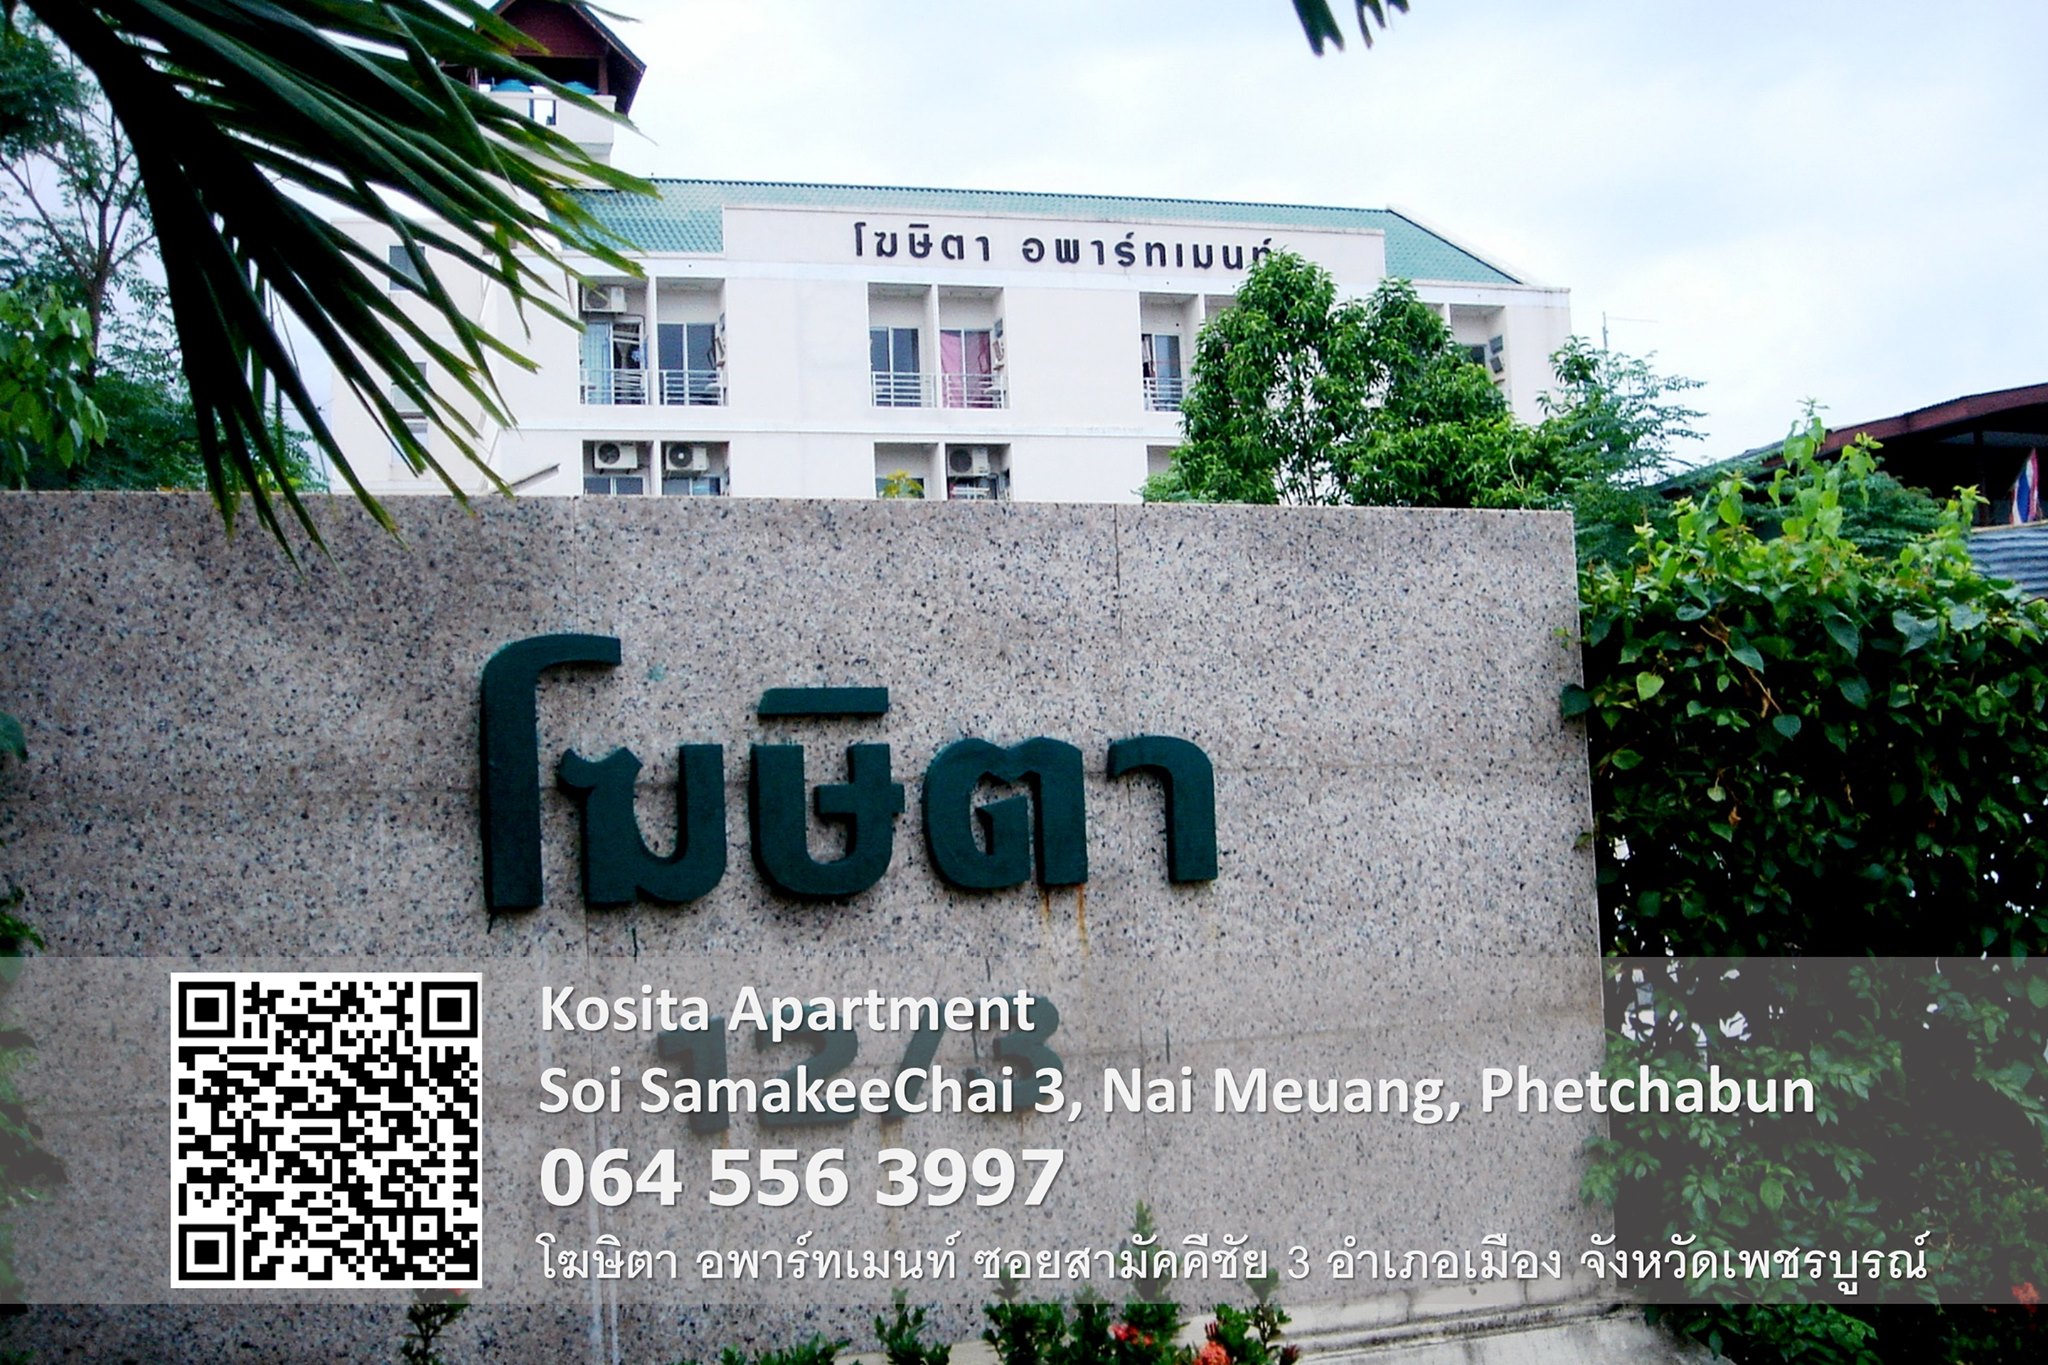 โฆษิตา อพาร์ทเมนท์
โฆษิตา
12/3
Kosita Apartment
Soi SamakeeChai 3, Nai Meuang, Phetchabun
064 556 3997
โฆษิตา อพาร์ทเมนท์ ซอยสามัคคีชัย 3 อำเภอเมือง จังหวัดเพชรบูรณ์